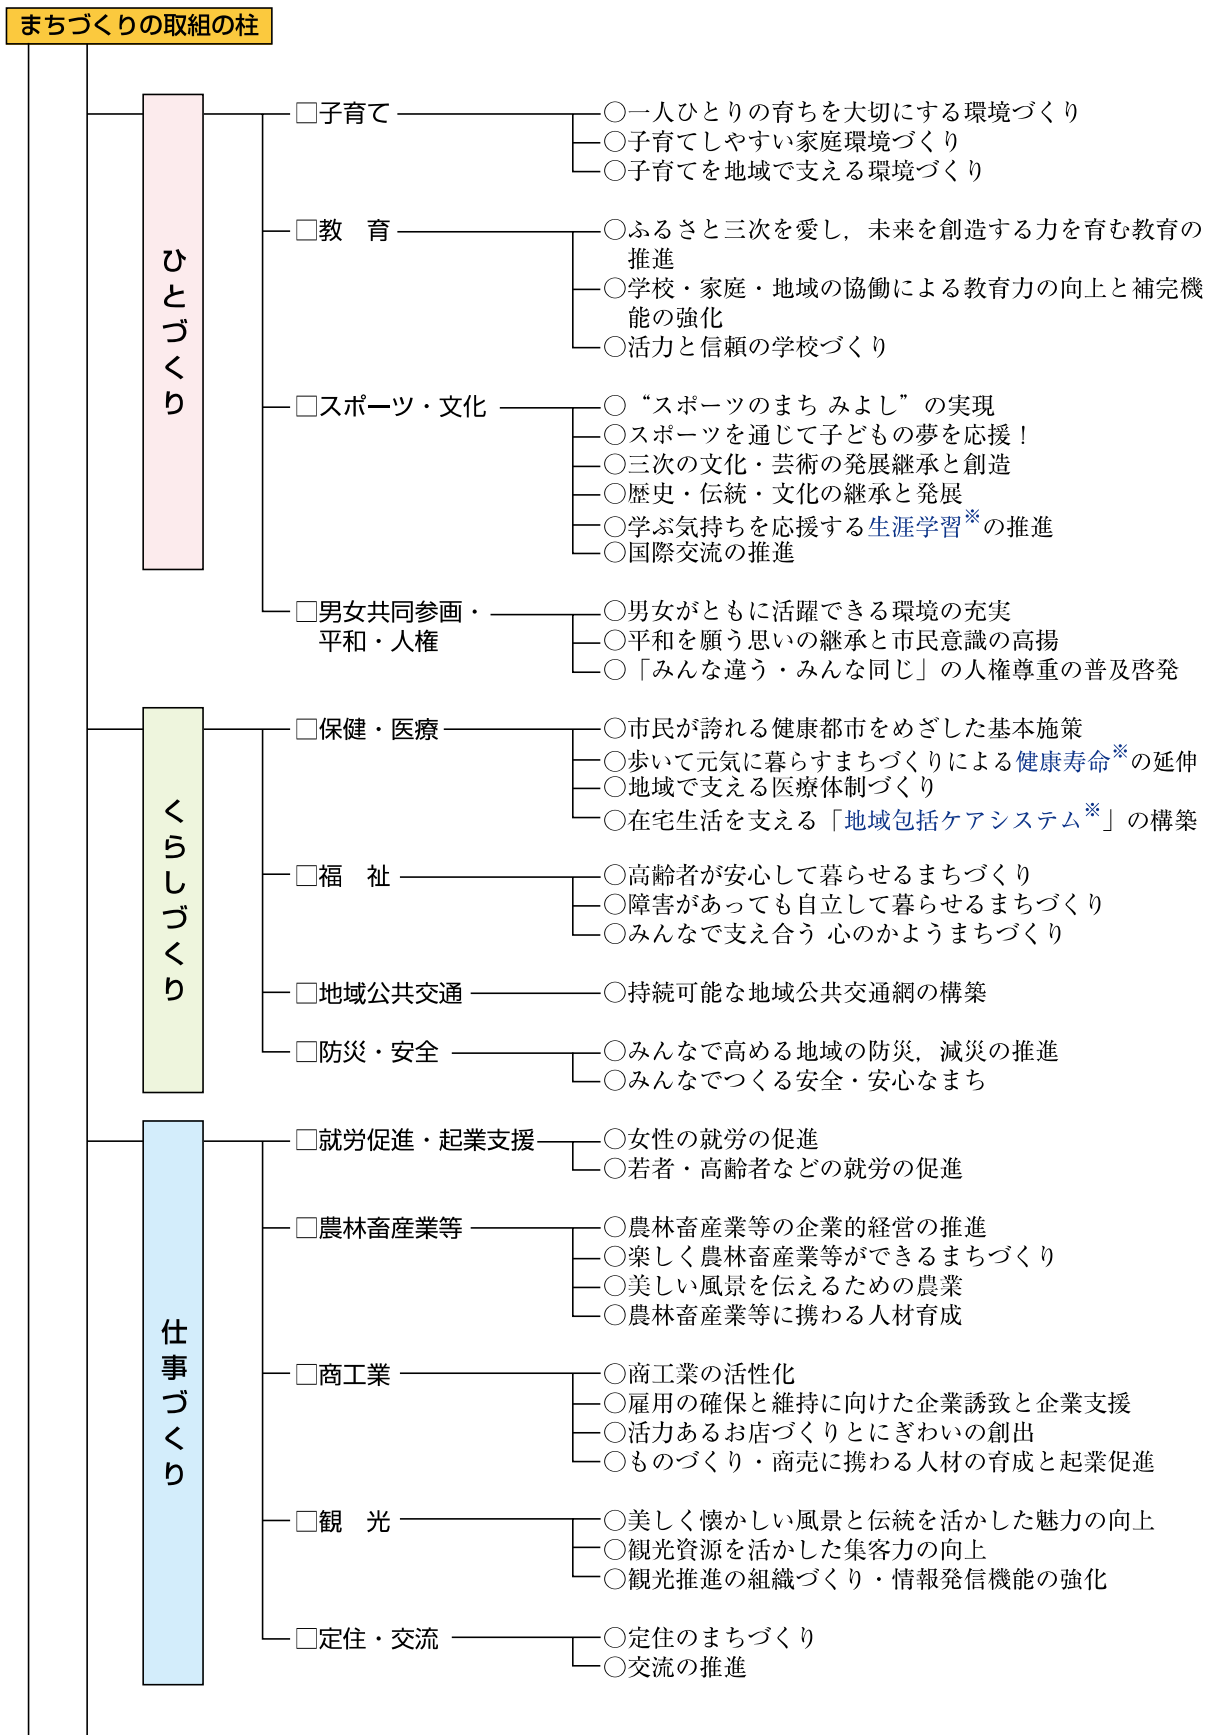 まちづくりの取組の柱
ひとづくり
□子育て
○一人ひとりの育ちを大切にする環境づくり
○子育てしやすい家庭環境づくり
○子育てを地域で支える環境づくり
□教　育
○ふるさと三次を愛し，未来を創造する力を育む教育の
推進
○学校・家庭・地域の協働による教育力の向上と補完機
能の強化
○活力と信頼の学校づくり
□スポーツ・文化
○“スポーツのまち みよし”の実現
○スポーツを通じて子どもの夢を応援！
○三次の文化・芸術の発展継承と創造
○歴史・伝統・文化の継承と発展
○学ぶ気持ちを応援する生涯学習※の推進
○国際交流の推進
□男女共同参画・
平和・人権
○男女がともに活躍できる環境の充実
○平和を願う思いの継承と市民意識の高揚
○「みんな違う・みんな同じ」の人権尊重の普及啓発
くらしづくり
□保健・医療
○市民が誇れる健康都市をめざした基本施策
○歩いて元気に暮らすまちづくりによる健康寿命※の延伸
○地域で支える医療体制づくり
○在宅生活を支える「地域包括ケアシステム※」の構築
□福　祉
○高齢者が安心して暮らせるまちづくり
○障害があっても自立して暮らせるまちづくり
○みんなで支え合う 心のかようまちづくり
□地域公共交通
○持続可能な地域公共交通網の構築
□防災・安全
○みんなで高める地域の防災，減災の推進
○みんなでつくる安全・安心なまち
仕事づくり
□就労促進・起業支援
○女性の就労の促進
○若者・高齢者などの就労の促進
□農林畜産業等
○農林畜産業等の企業的経営の推進
○楽しく農林畜産業等ができるまちづくり
○美しい風景を伝えるための農業
○農林畜産業等に携わる人材育成
□商工業
○商工業の活性化
○雇用の確保と維持に向けた企業誘致と企業支援
○活力あるお店づくりとにぎわいの創出
○ものづくり・商売に携わる人材の育成と起業促進
□観　光
○美しく懐かしい風景と伝統を活かした魅力の向上
○観光資源を活かした集客力の向上
○観光推進の組織づくり・情報発信機能の強化
□定住・交流
○定住のまちづくり
○交流の推進